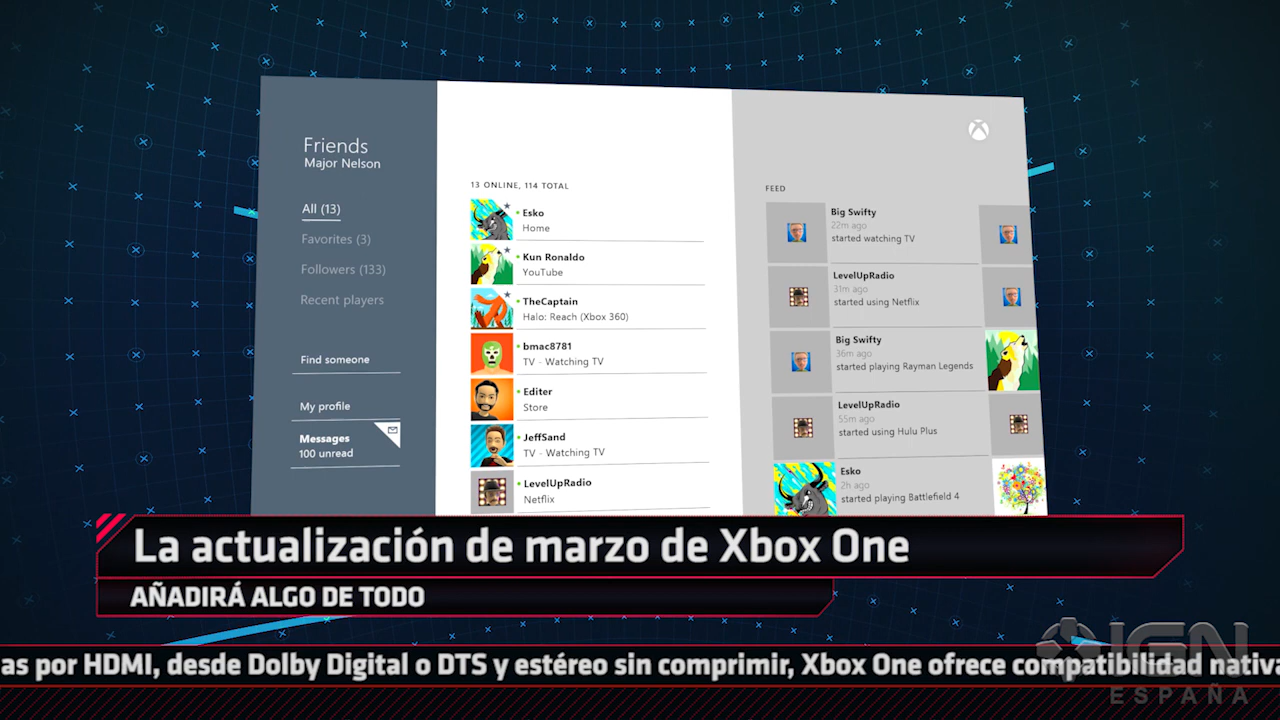 Friends
Major Nelson
All (13)
Favorites (3)
Followers (133)
Recent players
Find someone
My profile
Messages
100 unread
13 ONLINE, 114 TOTAL
Esko
Home
Kun Ronaldo
YouTube
TheCaptain
Halo: Reach (Xbox 360)
bmac8781
TV - Watching TV
Editer
Store
JeffSand
TV - Watching TV
LevelUpRadio
Netflix
FEED
Big Swifty
22m ago
started watching TV
LevelUpRadio
31m ago
started using Netflix
Big Swifty
36m ago
started playing Rayman Legends
LevelUpRadio
55m ago
started using Hulu Plus
Esko
2h ago
started playing Battlefield 4
La actualización de marzo de Xbox One
AÑADIRÁ ALGO DE TODO
as por HDMI, desde Dolby Digital o DTS y estéreo sin comprimir, Xbox One ofrece compatibilidad nativa
IGN
ESPAÑA